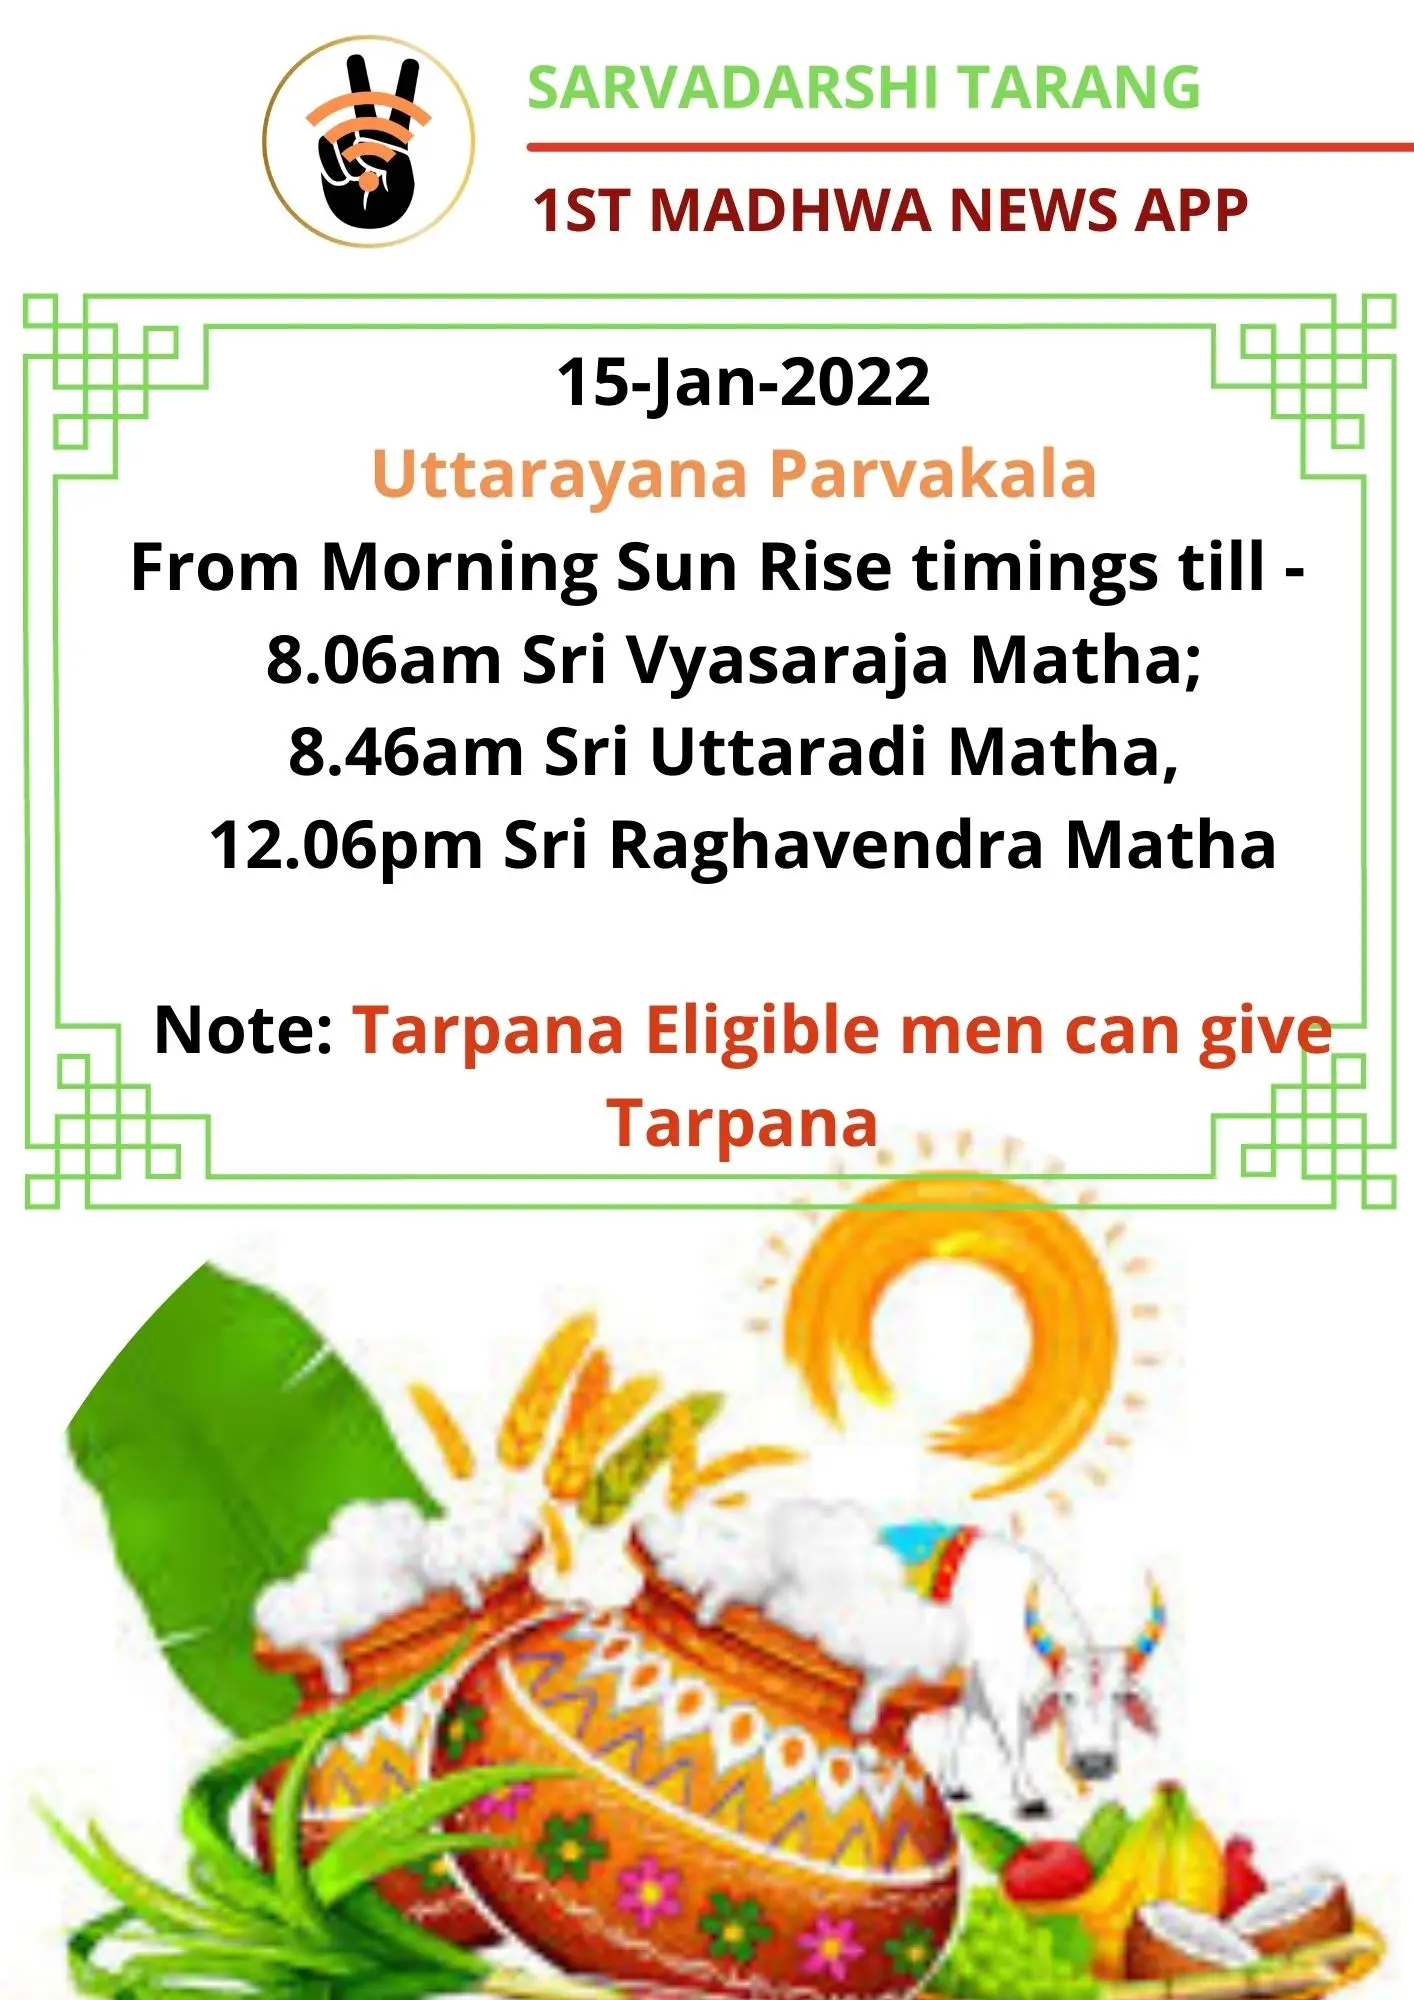 SARVADARSHI TARANG
1ST MADHWA NEWS APP
15-Jan-2022
Uttarayana Parvakala
From Morning Sun Rise timings till -
8.06am Sri Vyasaraja Matha;
8.46am Sri Uttaradi Matha,
12.06pm Sri Raghavendra Matha
Note: Tarpana Eligible men can give
Tarpana